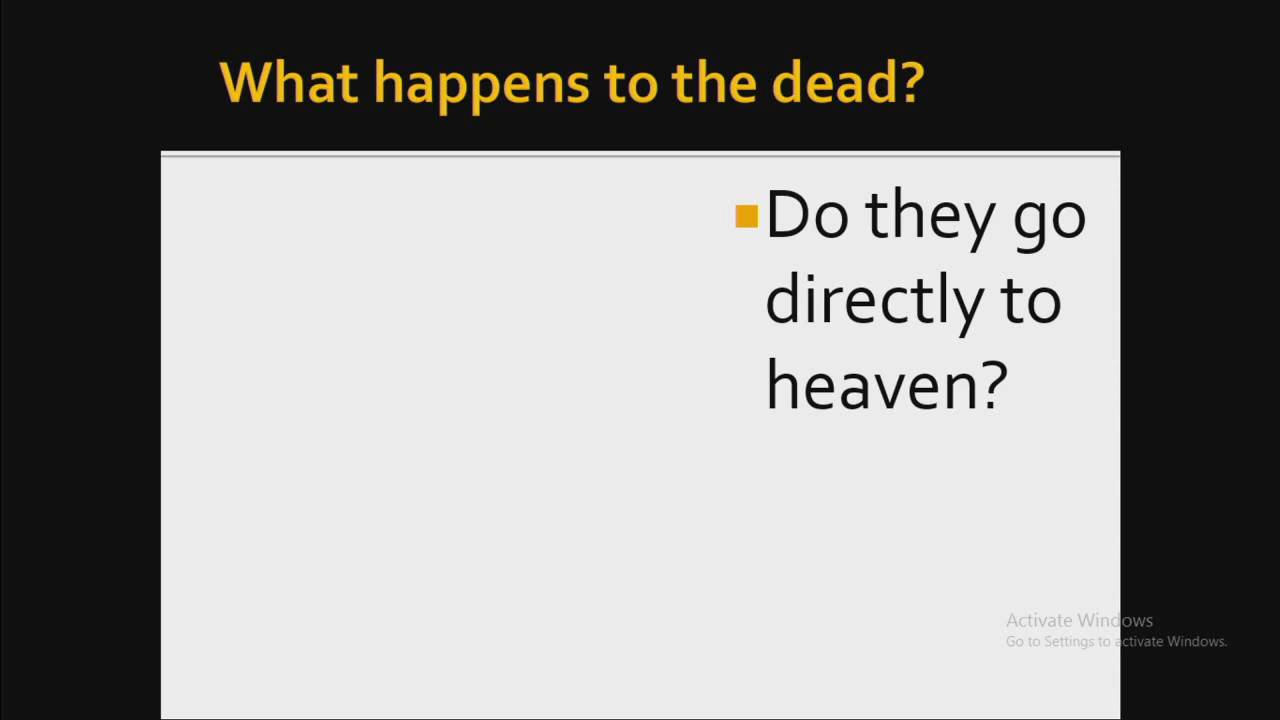 What happens to the dead?
Do they go
directly to
heaven?
Activate Windows
Go to Settings to activate Windows.